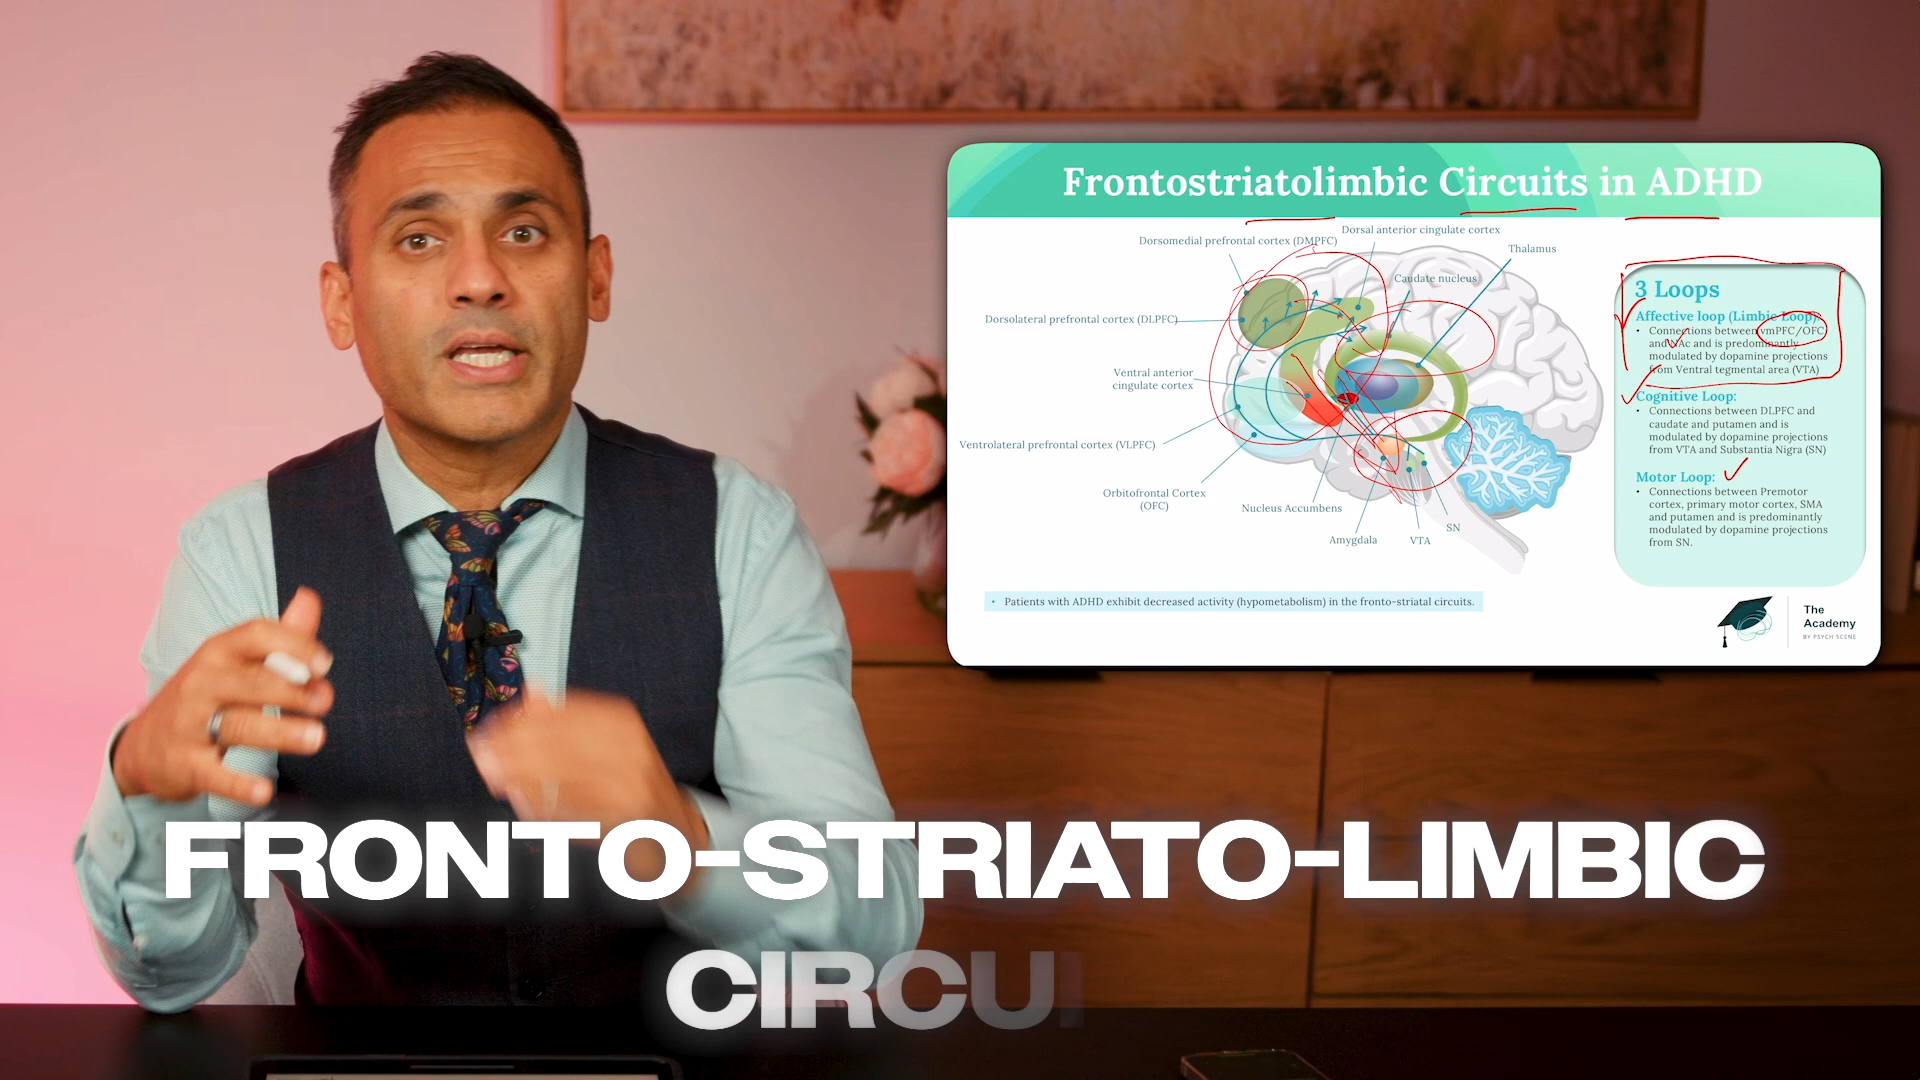 Frontostriatolimbic Circuits in ADHD
Dorsomedial prefrontal cortex (DMPFC)
Dorsal anterior cingulate cortex
Thalamus
Caudate nucleus
Dorsolateral prefrontal cortex (DLPFC)
Ventral anterior
cingulate cortex
Ventrolateral prefrontal cortex (VLPFC)
Orbitofrontal Cortex
(OFC)
Nucleus Accumbens
Amygdala
VTA
SN
3 Loops
Affective loop (Limbic Loop):
• Connections between vmPFC/OFC
and NAc and is predominantly
modulated by dopamine projections
from Ventral tegmental area (VTA)
Cognitive Loop:
• Connections between DLPFC and
caudate and putamen and is
modulated by dopamine projections
from VTA and Substantia Nigra (SN)
Motor Loop:
• Connections between Premotor
cortex, primary motor cortex, SMA
and putamen and is predominantly
modulated by dopamine projections
from SN.
• Patients with ADHD exhibit decreased activity (hypometabolism) in the fronto-striatal circuits.
The
Academy
BY PSYCH SCENE
FRONTO-STRIATO-LIMBIC
CIRCU